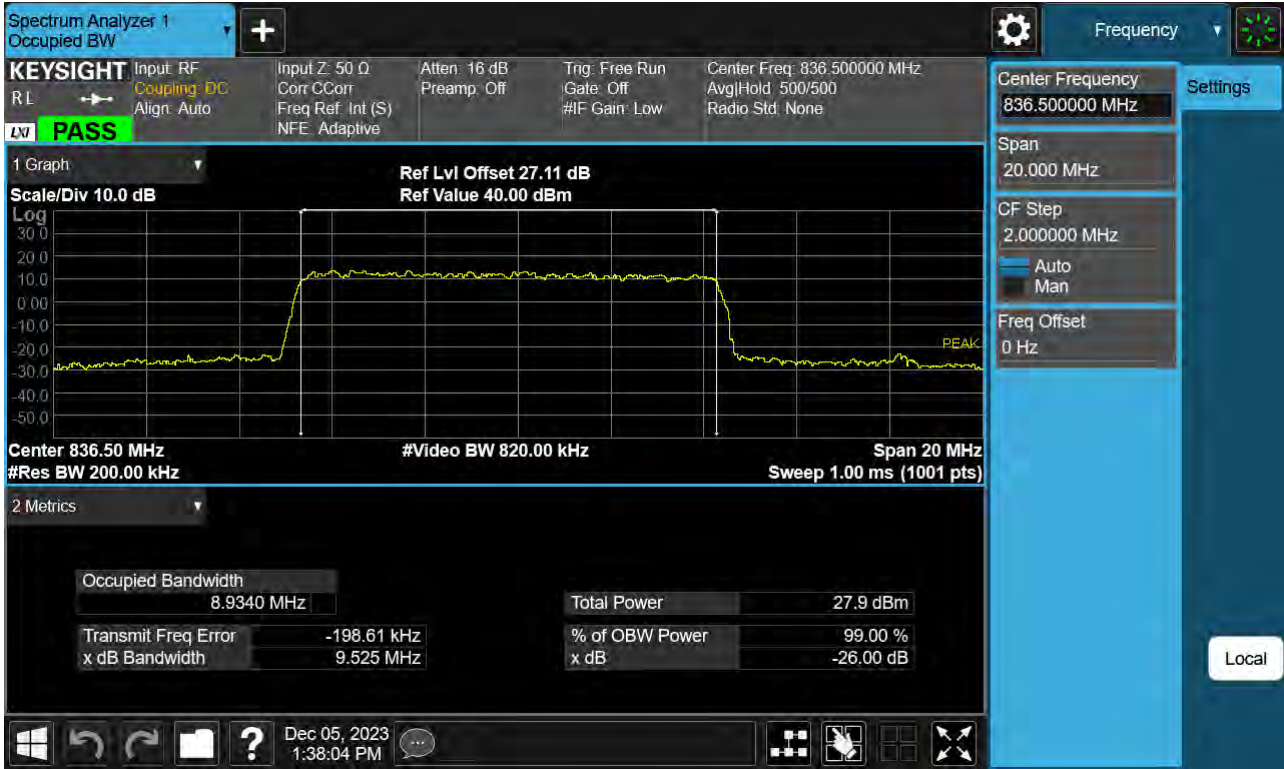 Spectrum Analyzer 1
Occupied BW
Frequency
KEYSIGHT
RL
LXI
PASS
Input: RF
Coupling: DC
Align: Auto
Input Z: 50 Ω
Corr CCorr
Freq Ref: Int (S)
NFE: Adaptive
Atten: 16 dB
Preamp: Off
Trig: Free Run
Gate: Off
#IF Gain: Low
Center Freq: 836.500000 MHz
Avg|Hold: 500/500
Radio Std: None
1 Graph
Scale/Div 10.0 dB
Ref Lvl Offset 27.11 dB
Ref Value 40.00 dBm
Log
30.0
20.0
10.0
0.00
-10.0
-20.0
-30.0
-40.0
-50.0
PEAK
Center 836.50 MHz
#Video BW 820.00 kHz
Span 20 MHz
#Res BW 200.00 kHz
Sweep 1.00 ms (1001 pts)
2 Metrics
Occupied Bandwidth
8.9340 MHz
Total Power 27.9 dBm
Transmit Freq Error -198.61 kHz
% of OBW Power 99.00 %
x dB Bandwidth 9.525 MHz
x dB -26.00 dB
Center Frequency
836.500000 MHz
Settings
Span
20.000 MHz
CF Step
2.000000 MHz
Auto
Man
Freq Offset
0 Hz
Local
?
Dec 05, 2023
1:38:04 PM